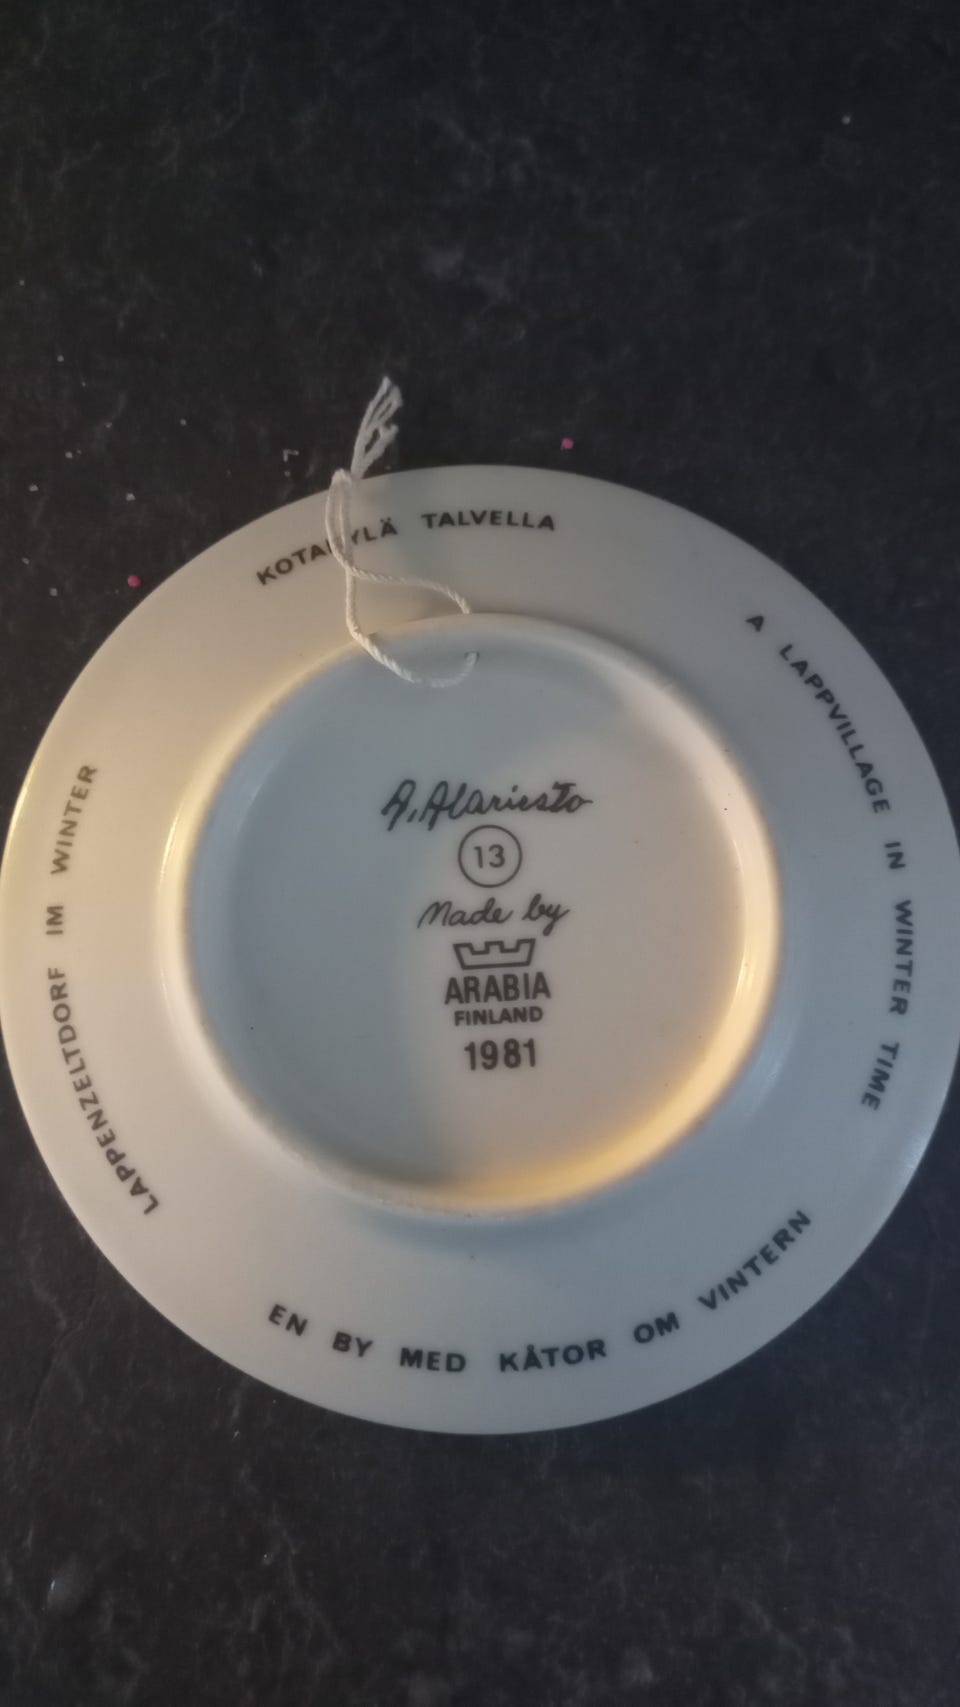 TALVELLA
A LAPPVILLAGE IN WINTER TIME
EN BY MED KÅTOR OM VINTERN
LAPPENZELTDORF IM WINTER
A. Alariesto
13
Made by
ARABIA
FINLAND
1981